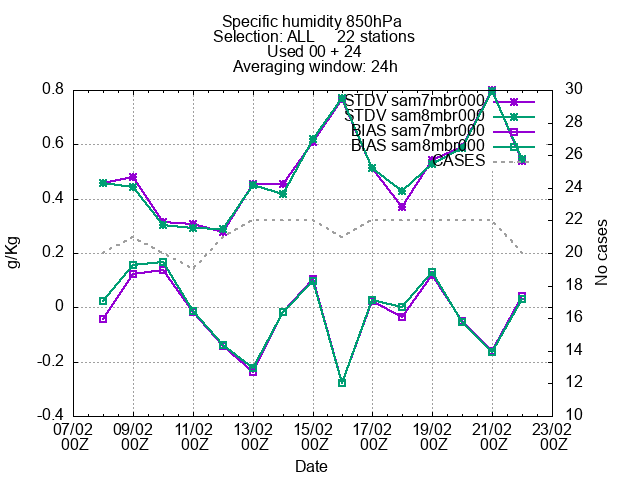 Specific humidity 850hPa
Selection: ALL 22 stations
Used 00 + 24
Averaging window: 24h
STDV sam7mbr000
STDV sam8mbr000
BIAS sam7mbr000
BIAS sam8mbr000
CASES
0.8
0.6
0.4
0.2
0
-0.2
-0.4
g/Kg
30
28
26
24
22
20
18
16
14
12
10
No cases
07/02 09/02 11/02 13/02 15/02 17/02 19/02 21/02 23/02
00Z 00Z 00Z 00Z 00Z 00Z 00Z 00Z 00Z
Date